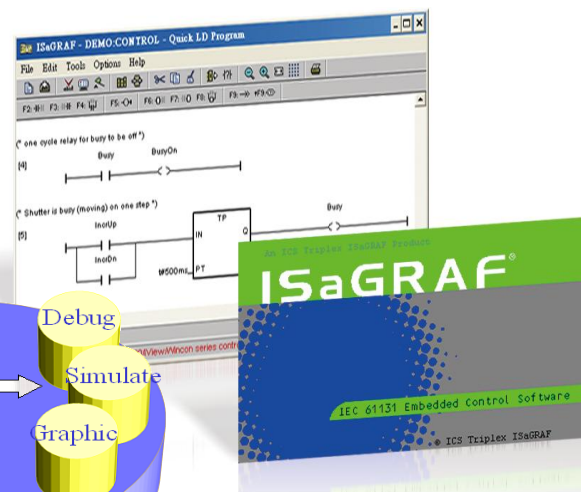 ISaGRAF - DEMO:CONTROL - Quick LD Program
File Edit Tools Options Help
F2: F3: F4: F5: F6: F7: F8: F9: +F9:
(* one cycle relay for busy to be off *)
[4]
Busy BusyOn
(* Shutter is busy (moving) on one step *)
[5]
IncrUp TP Busy
IN Q
IncrDn
t#500ms PT
An ICS Triplex ISaGRAF Product
ISaGRAF®
Debug
Simulate
Graphic
IEC 61131 Embedded Control Software
® ICS Triplex ISaGRAF